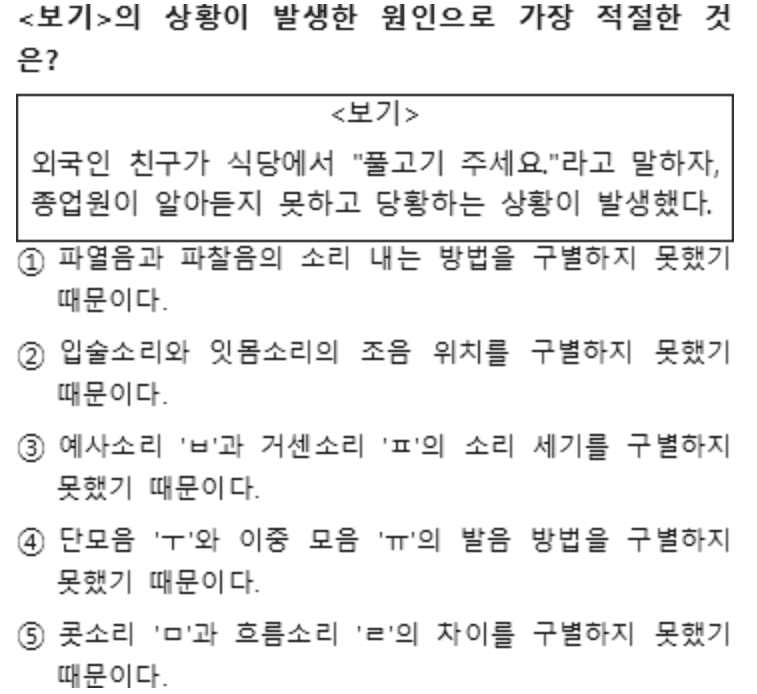 <보기>의 상황이 발생한 원인으로 가장 적절한 것
은?
<보기>
외국인 친구가 식당에서 "풀고기 주세요."라고 말하자,
종업원이 알아듣지 못하고 당황하는 상황이 발생했다.
① 파열음과 파찰음의 소리 내는 방법을 구별하지 못했기
때문이다.
② 입술소리와 잇몸소리의 조음 위치를 구별하지 못했기
때문이다.
③ 예사소리 'ㅂ'과 거센소리 'ㅍ'의 소리 세기를 구별하지
못했기 때문이다.
④ 단모음 'ㅜ'와 이중 모음 'ㅠ'의 발음 방법을 구별하지
못했기 때문이다.
⑤ 콧소리 'ㅁ'과 흐름소리 'ㄹ'의 차이를 구별하지 못했기
때문이다.